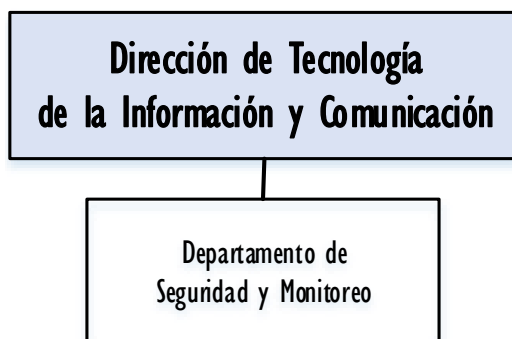 Dirección de Tecnología
de la Información y Comunicación
Departamento de
Seguridad y Monitoreo